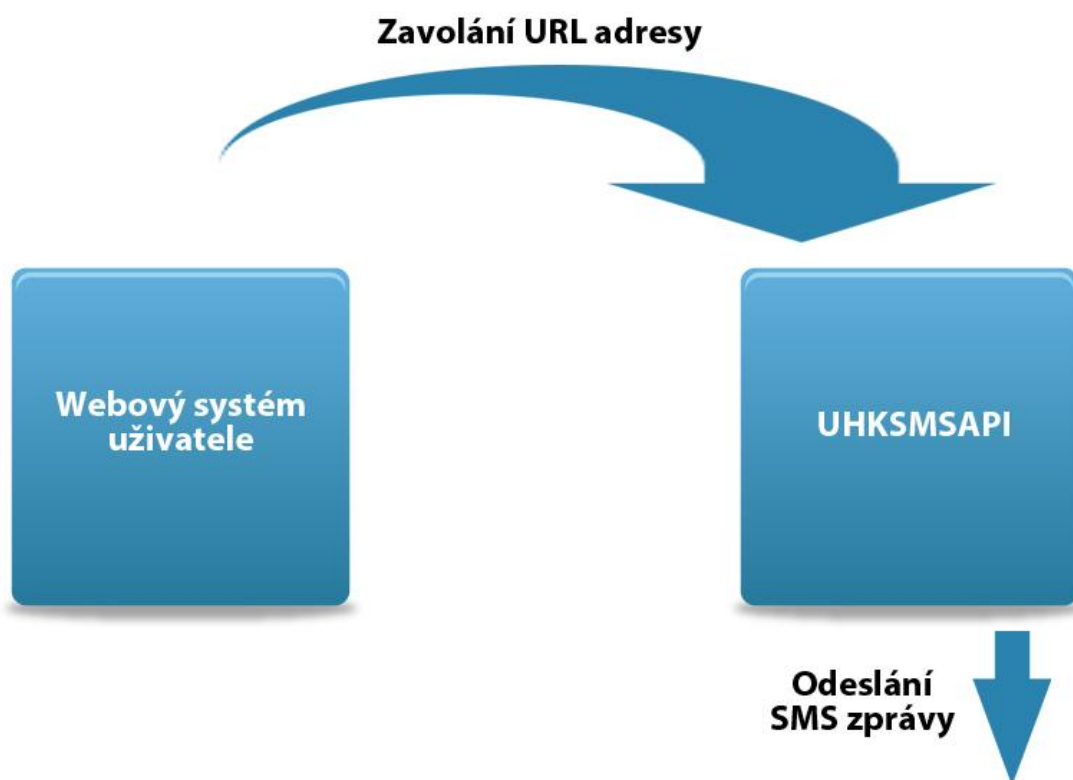 Zavolání URL adresy
Webový systém
uživatele
UHKSMSAPI
Odeslání
SMS zprávy